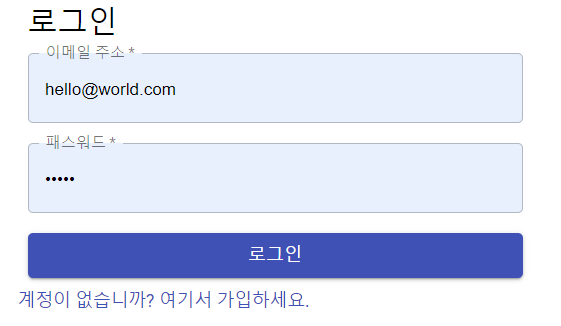 로그인
이메일 주소 *
hello@world.com
패스워드 *
•••••
로그인
계정이 없습니까? 여기서 가입하세요.